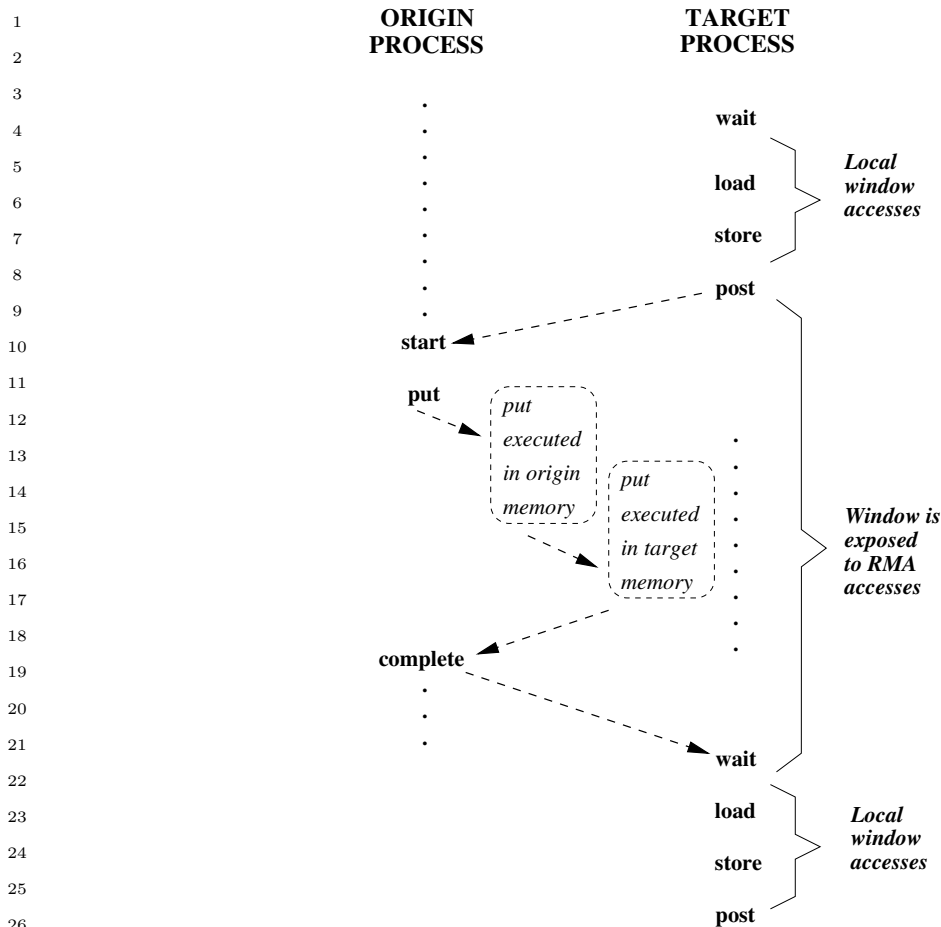 1
ORIGIN PROCESS
TARGET PROCESS
2
3
wait
4
5
Local
load
window
6
accesses
7
store
8
post
9
10
start
11
put
put
12
executed
13
in origin
put
14
memory
executed
15
Window is
in target
exposed
16
to RMA
memory
accesses
17
18
complete
19
20
21
wait
22
23
load
Local
window
24
store
accesses
25
post
26